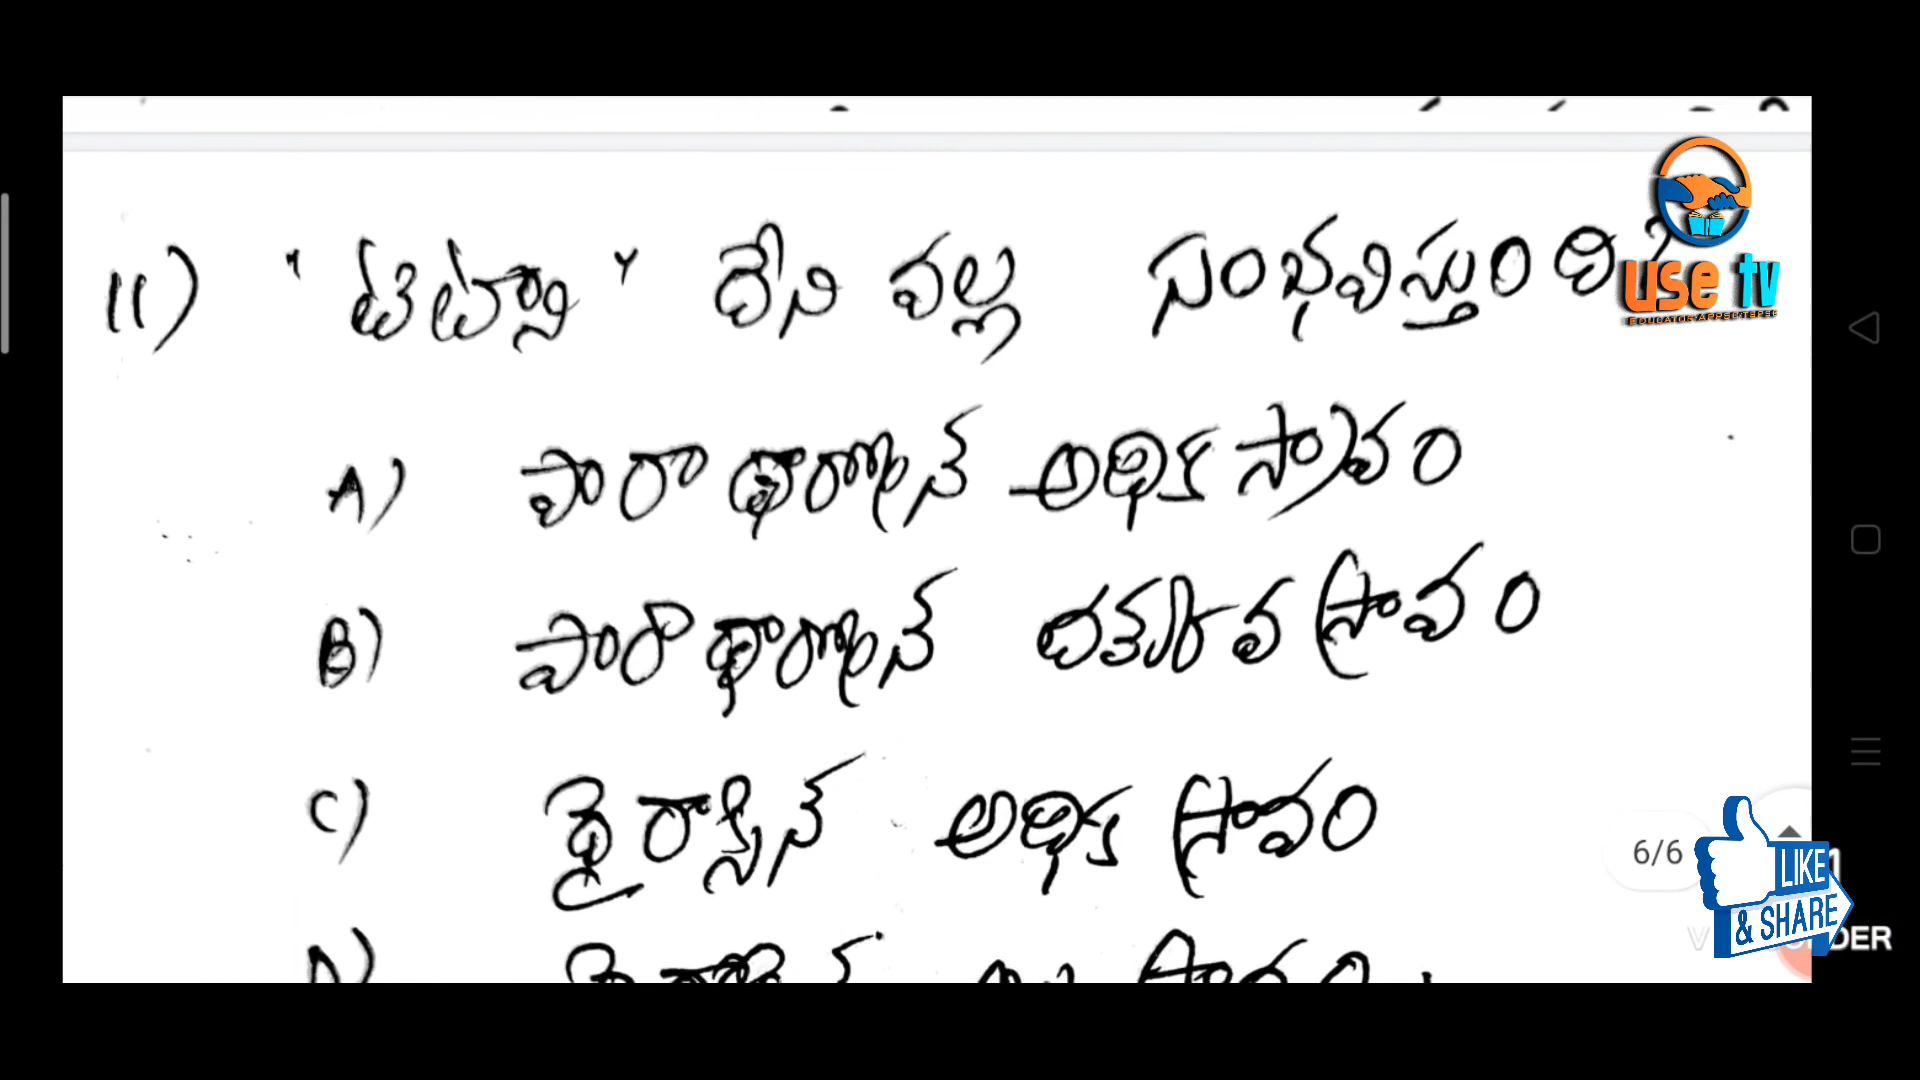 11) "టెటాని" దేని వల్ల సంభవిస్తుంది?
use tv
A) పారాథార్మోన్ అధిక స్రావం
B) పారాథార్మోన్ తక్కువ స్రావం
C) థైరాక్సిన్ అధిక స్రావం
6/6
LIKE
& SHARE
D)